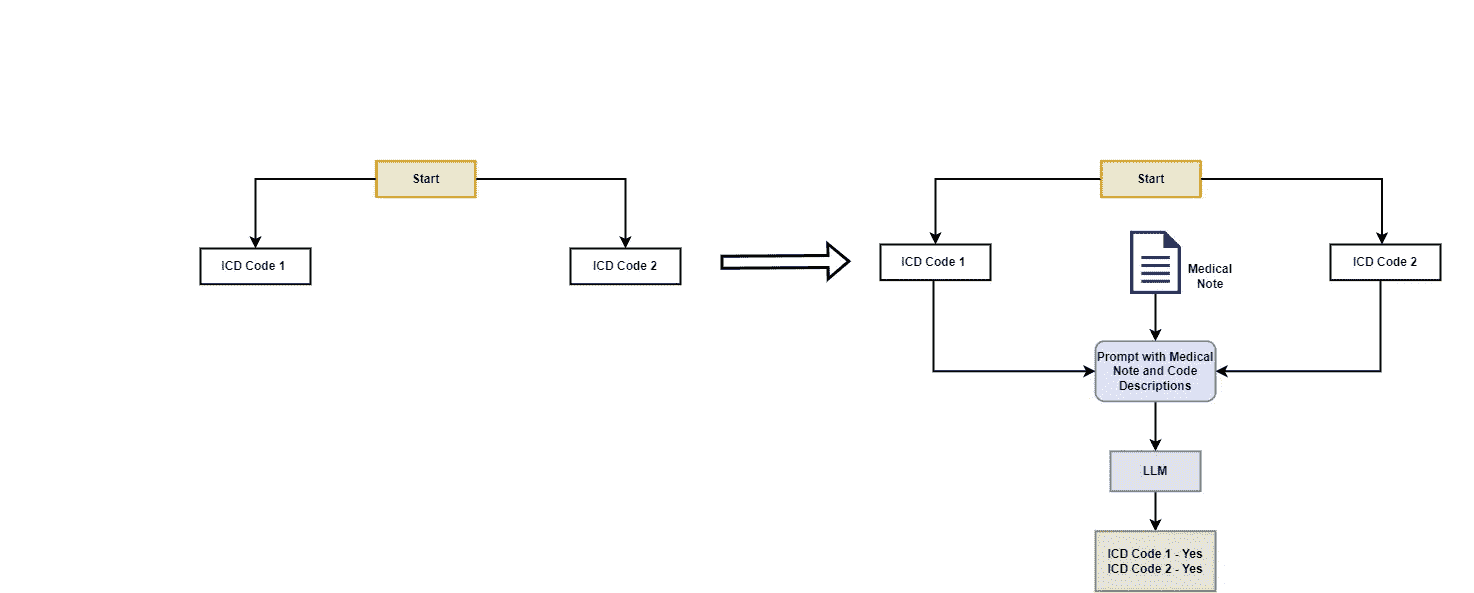 Start
ICD Code 1
ICD Code 2
Start
ICD Code 1
Medical
Note
ICD Code 2
Prompt with Medical
Note and Code
Descriptions
LLM
ICD Code 1 - Yes
ICD Code 2 - Yes